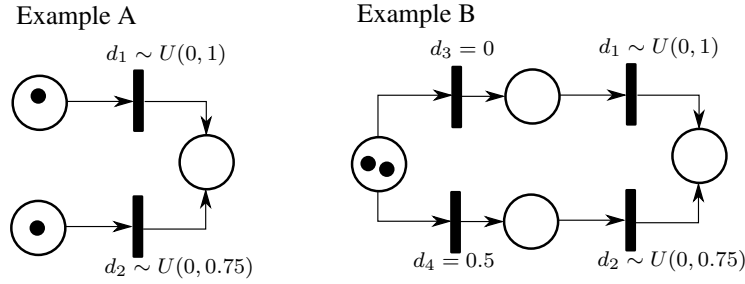 Example A
Example B
d₁ ∼ U(0, 1)
d₃ = 0
d₁ ∼ U(0, 1)
d₂ ∼ U(0, 0.75)
d₄ = 0.5
d₂ ∼ U(0, 0.75)